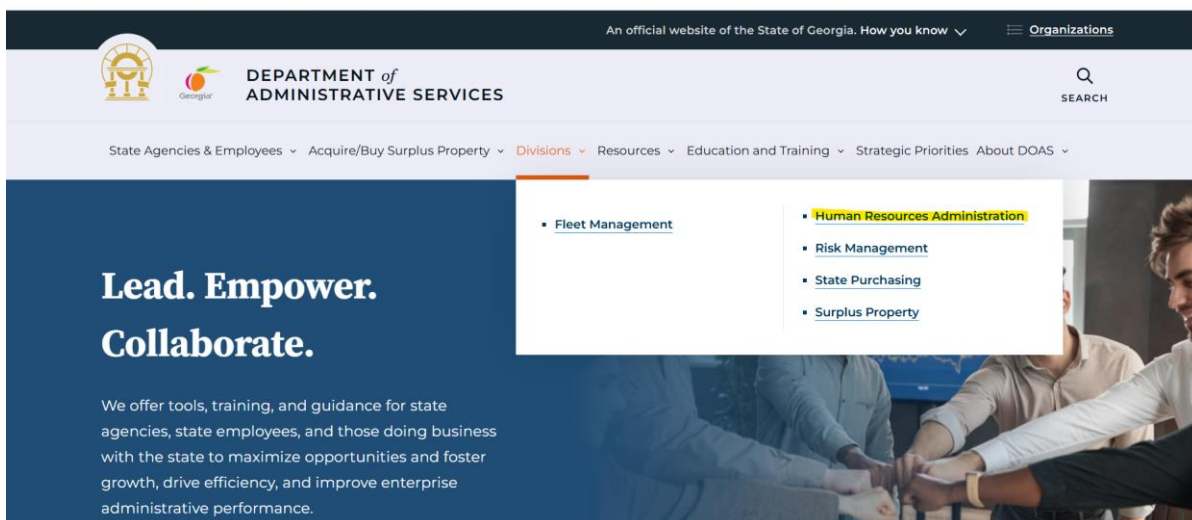 An official website of the State of Georgia. How you know
Organizations
Georgia
DEPARTMENT of
ADMINISTRATIVE SERVICES
SEARCH
State Agencies & Employees
Acquire/Buy Surplus Property
Divisions
Resources
Education and Training
Strategic Priorities
About DOAS
Fleet Management
Human Resources Administration
Risk Management
State Purchasing
Surplus Property
Lead. Empower.
Collaborate.
We offer tools, training, and guidance for state
agencies, state employees, and those doing business
with the state to maximize opportunities and foster
growth, drive efficiency, and improve enterprise
administrative performance.